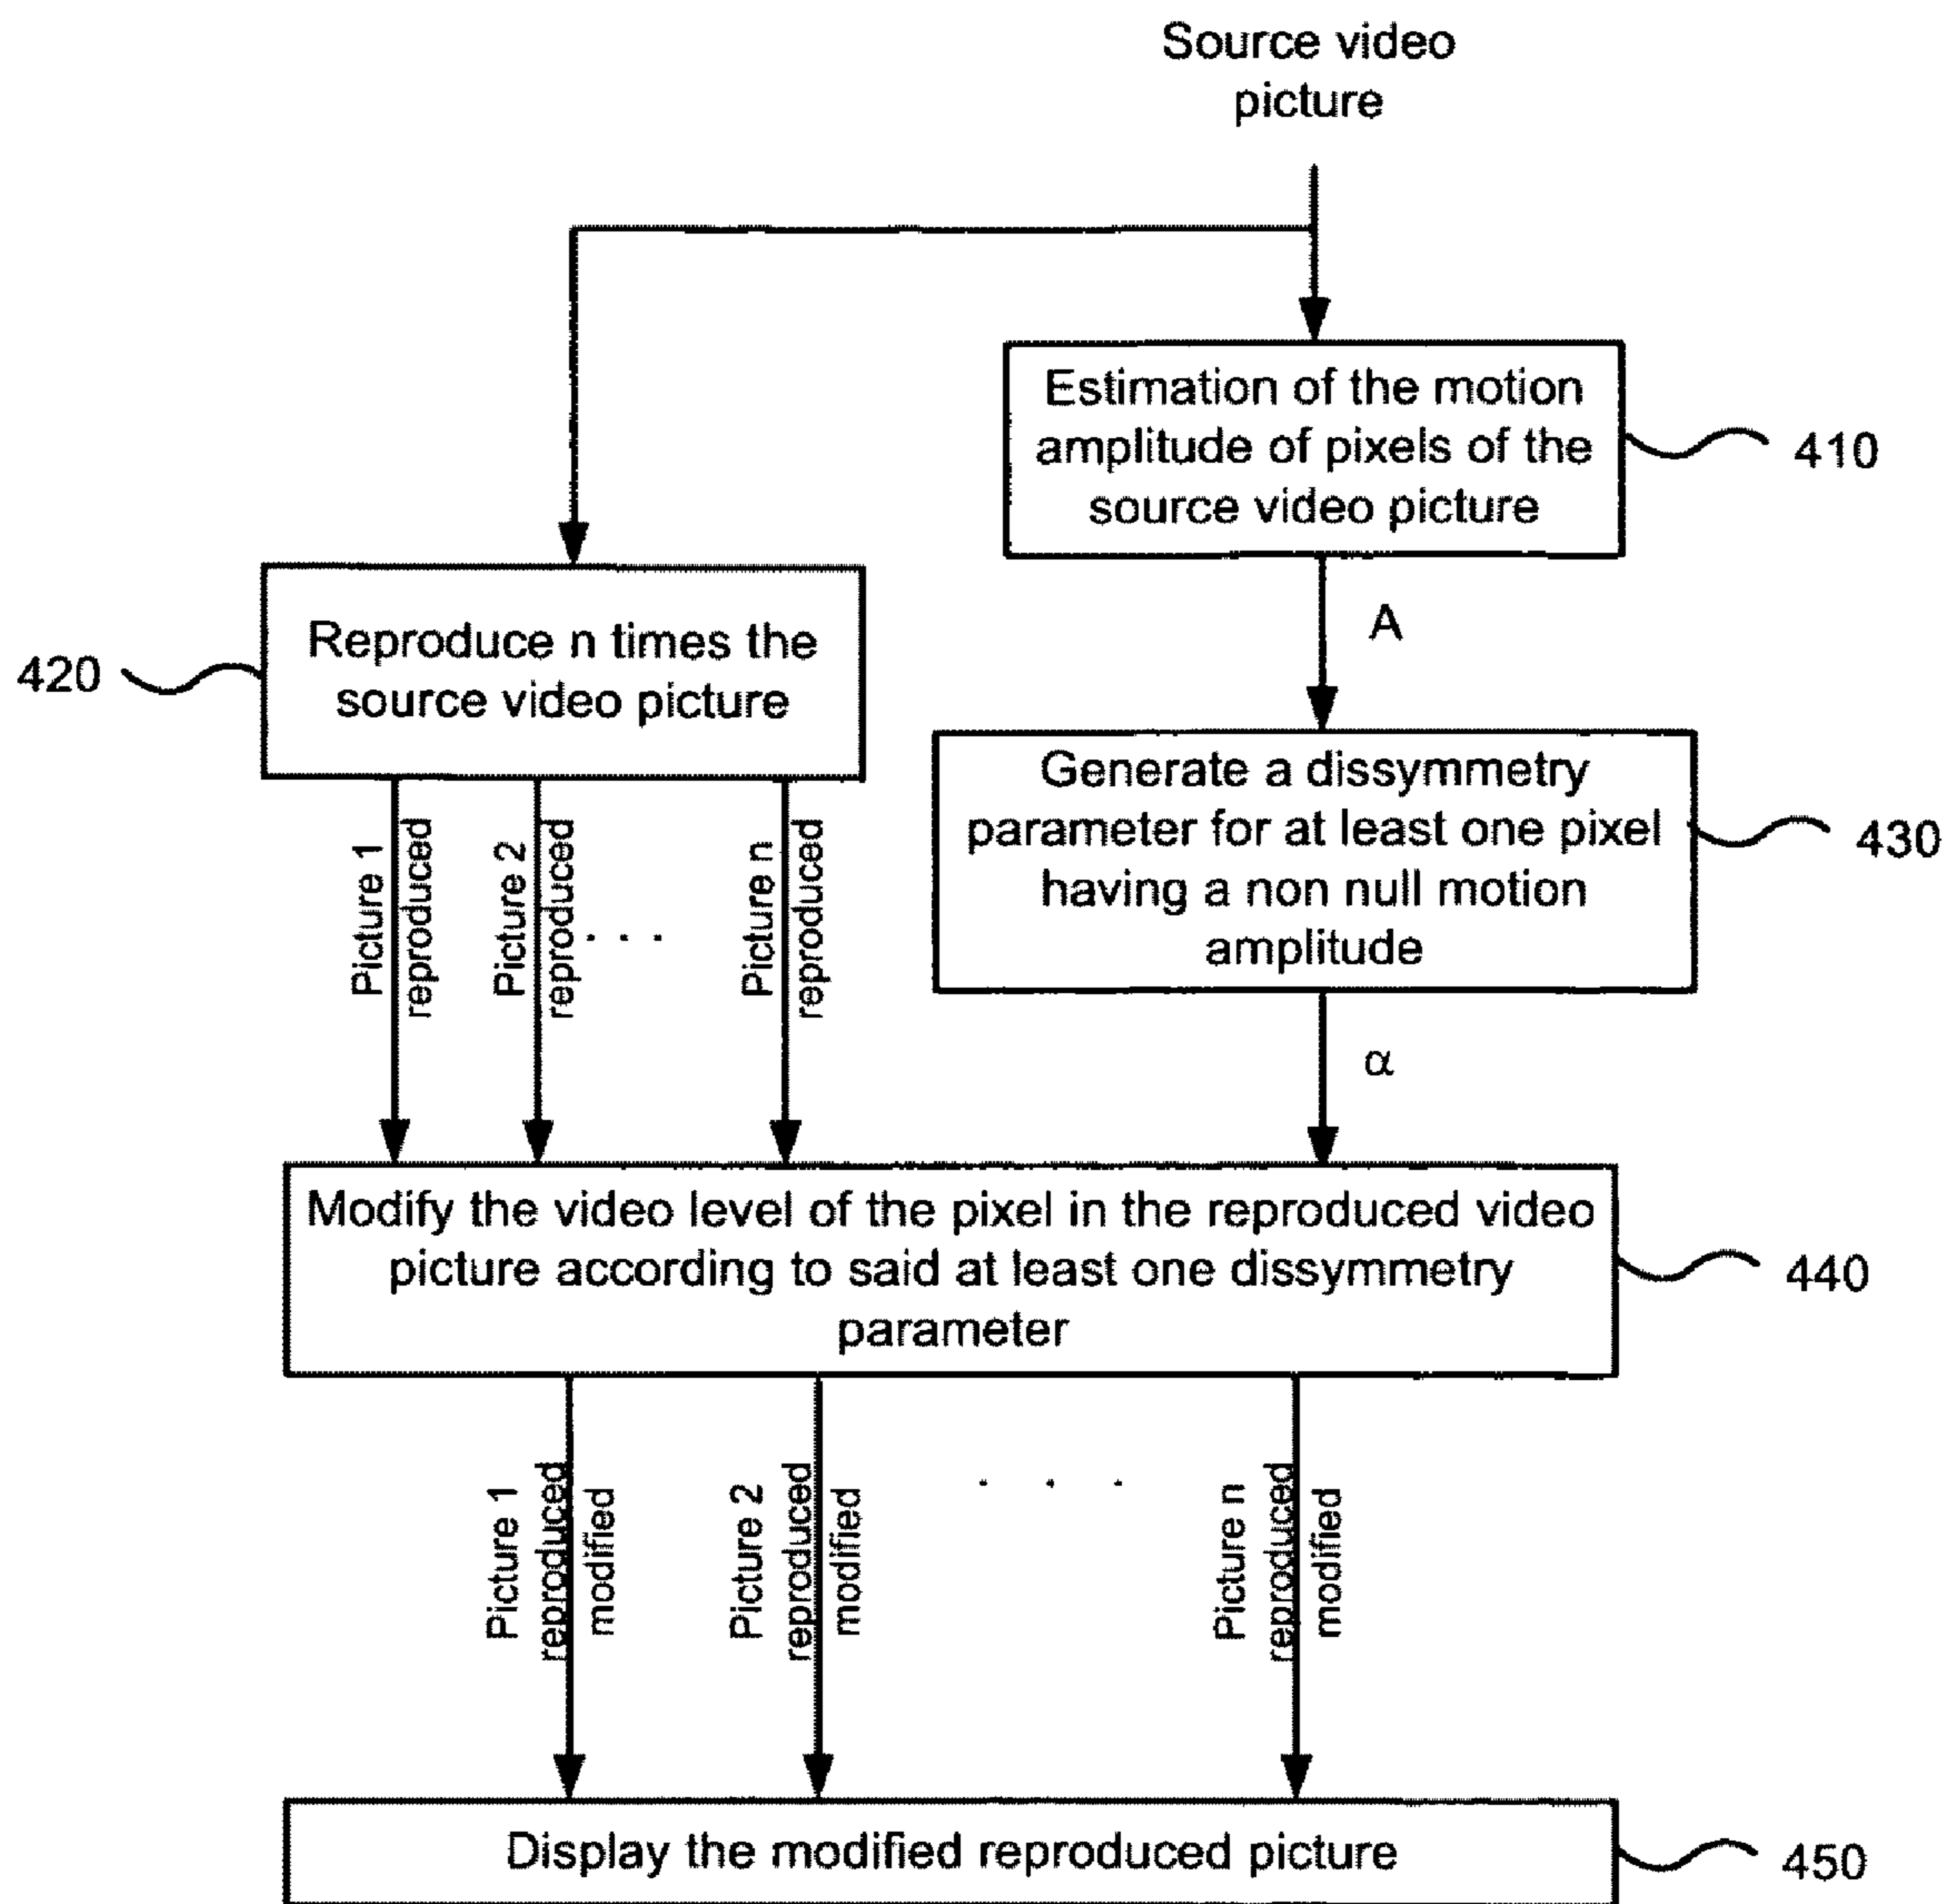 Source video
picture
Estimation of the motion
amplitude of pixels of the
source video picture
410
A
Reproduce n times the
source video picture
420
Generate a dissymmetry
parameter for at least one pixel
having a non null motion
amplitude
430
Picture 1
reproduced
Picture 2
reproduced
. . .
Picture n
reproduced
α
Modify the video level of the pixel in the reproduced video
picture according to said at least one dissymmetry
parameter
440
Picture 1
reproduced
modified
Picture 2
reproduced
modified
. . .
Picture n
reproduced
modified
Display the modified reproduced picture
450